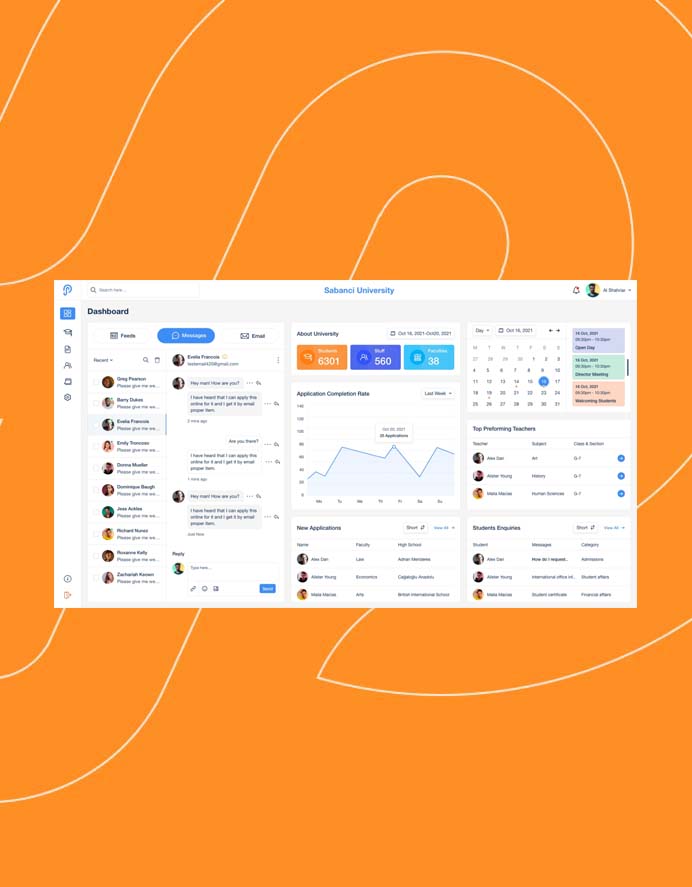 Search here ...
Sabanci University
Al Shahriar
Dashboard
Feeds
Messages
Email
Recent
Greg Pearson
Please give me we...
Barry Dukes
Please give me we...
Evelia Francois
Please give me we...
Emily Troncoso
Please give me we...
Donna Mueller
Please give me we...
Dominique Baugh
Please give me we...
Jess Ackles
Please give me we...
Richard Nunez
Please give me we...
Roxanne Kelly
Please give me we...
Zachariah Keown
Please give me we...
Evelia Francois
testemail420@gmail.com
Hey man! How are you?
I have heard that I can apply this
online for it and I get it by email
proper item.
2 mins ago
Are you there?
I have heard that I can apply this
online for it and I get it by email
proper item.
1 mins ago
Hey man! How are you?
I have heard that I can apply this
online for it and I get it by email
proper item.
Just now
Reply
Type here...
Send
About University
Oct 16, 2021-Oct20, 2021
Students
6301
Stuff
560
Faculties
38
Application Completion Rate
Last Week
140
120
100
80
60
40
20
0
Oct 20, 2021
35 Applications
Mo Tu We Th Fr Sa Su
New Applications
Short
View All
Name Faculty High School
Alex Dan Law Adnan Menderes
Alister Young Economics Cağaloğlu Anadolu
Malia Macias Arts British International School
Day
Oct 16, 2021
M T W T F S S
1 2 3
4 5 6 7 8 9 10
11 12 13 14 15 16 17
18 19 20 21 22 23 24
25 26 27 28 29 30 31
14 Oct, 2021
09:30pm - 10:30pm
Open Day
16 Oct, 2021
09:30pm - 10:30pm
Director Meeting
18 Oct, 2021
09:30pm - 10:30pm
Welcoming Students
Top Preforming Teachers
Teacher Subject Class & Section
Alex Dan Art G-7
Alister Young History G-7
Malia Macias Human Sciences G-7
Students Enquiries
Short
View All
Student Messages Category
Alex Dan How do I request.. Admissions
Alister Young International office inf... Student affairs
Malia Macias Student certificate Financial affairs